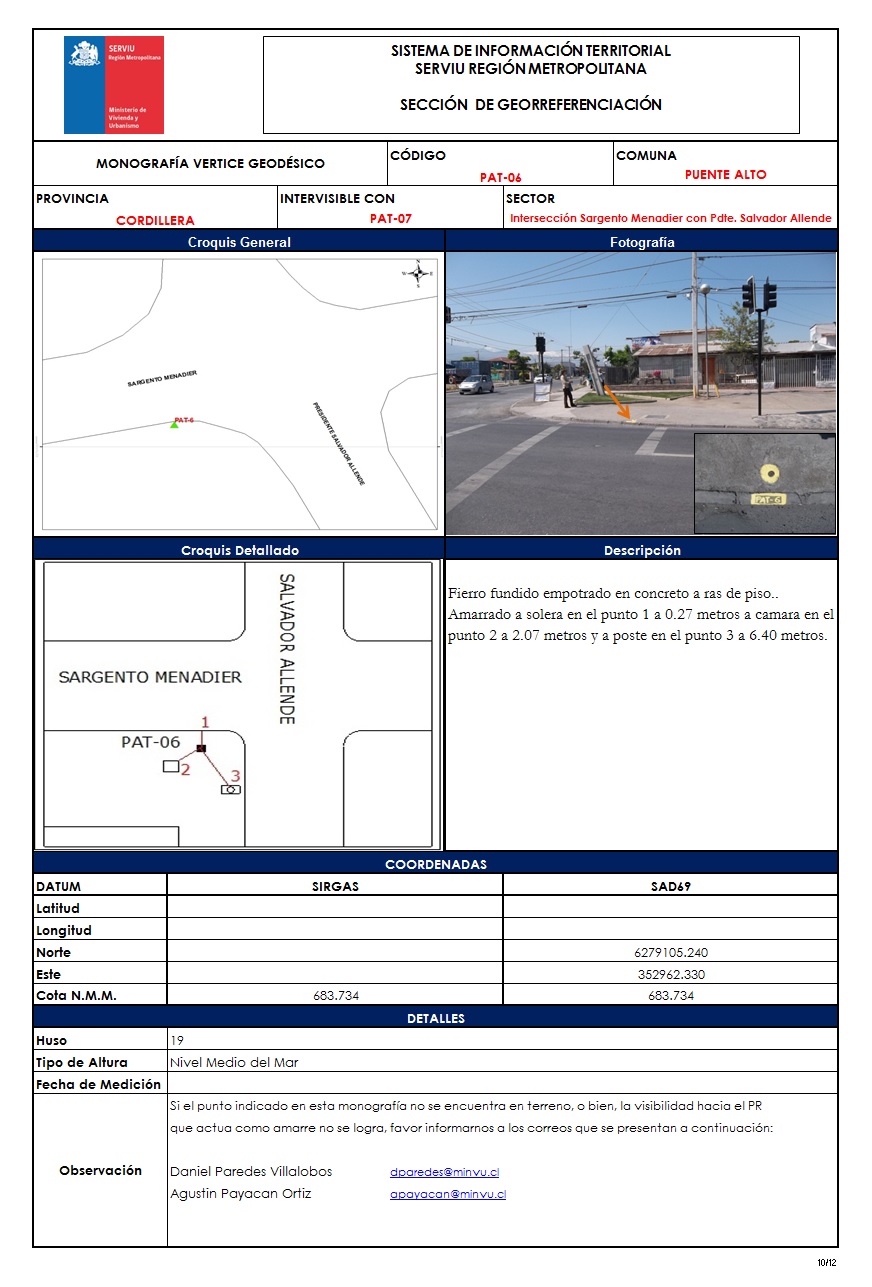 SERVIU
Región Metropolitana
Ministerio de
Vivienda y
Urbanismo
SISTEMA DE INFORMACIÓN TERRITORIAL
SERVIU REGIÓN METROPOLITANA
SECCIÓN DE GEORREFERENCIACIÓN
MONOGRAFÍA VERTICE GEODÉSICO
CÓDIGO
PAT-06
COMUNA
PUENTE ALTO
PROVINCIA
CORDILLERA
INTERVISIBLE CON
PAT-07
SECTOR
Intersección Sargento Menadier con Pdte. Salvador Allende
Croquis General
Fotografía
N
W E
S
SARGENTO MENADIER
PAT-6
PRESIDENTE SALVADOR ALLENDE
Croquis Detallado
Descripción
SALVADOR ALLENDE
SARGENTO MENADIER
1
PAT-06
2
3
Fierro fundido empotrado en concreto a ras de piso..
Amarrado a solera en el punto 1 a 0.27 metros a camara en el
punto 2 a 2.07 metros y a poste en el punto 3 a 6.40 metros.
COORDENADAS
DATUM SIRGAS SAD69
Latitud
Longitud
Norte 6279105.240
Este 352962.330
Cota N.M.M. 683.734 683.734
DETALLES
Huso 19
Tipo de Altura Nivel Medio del Mar
Fecha de Medición
Observación
Si el punto indicado en esta monografía no se encuentra en terreno, o bien, la visibilidad hacia el PR
que actua como amarre no se logra, favor informarnos a los correos que se presentan a continuación:
Daniel Paredes Villalobos dparedes@minvu.cl
Agustin Payacan Ortiz apayacan@minvu.cl
10/12